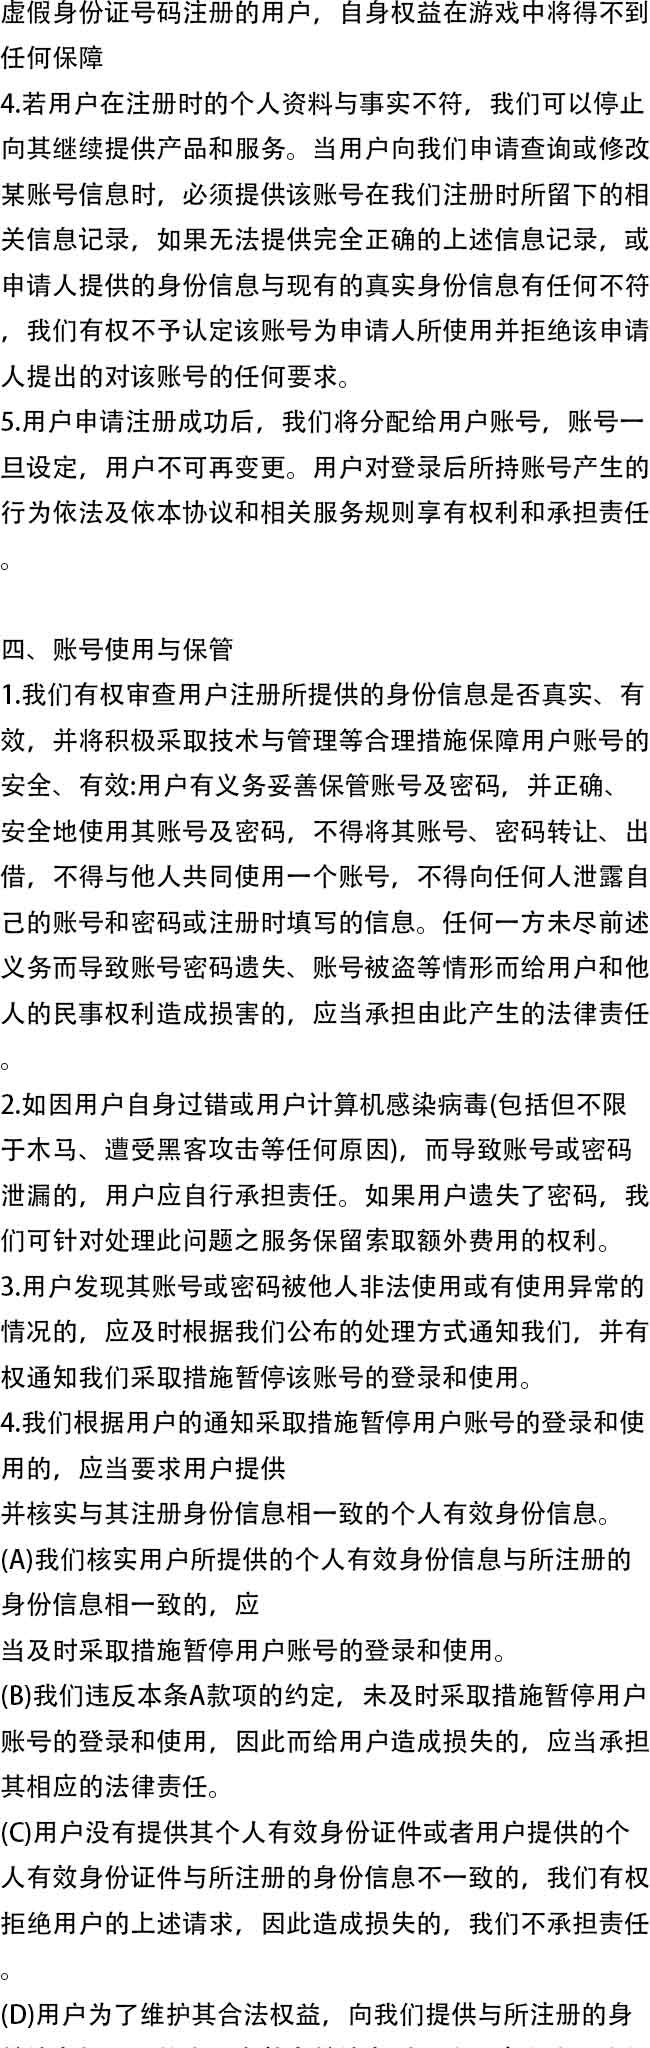 虚假身份证号码注册的用户，自身权益在游戏中将得不到
任何保障
4.若用户在注册时的个人资料与事实不符，我们可以停止
向其继续提供产品和服务。当用户向我们申请查询或修改
某账号信息时，必须提供该账号在我们注册时所留下的相
关信息记录，如果无法提供完全正确的上述信息记录，或
申请人提供的身份信息与现有的真实身份信息有任何不符
，我们有权不予认定该账号为申请人所使用并拒绝该申请
人提出的对该账号的任何要求。
5.用户申请注册成功后，我们将分配给用户账号，账号一
旦设定，用户不可再变更。用户对登录后所持账号产生的
行为依法及依本协议和相关服务规则享有权利和承担责任
。
四、账号使用与保管
1.我们有权审查用户注册所提供的身份信息是否真实、有
效，并将积极采取技术与管理等合理措施保障用户账号的
安全、有效:用户有义务妥善保管账号及密码，并正确、
安全地使用其账号及密码，不得将其账号、密码转让、出
借，不得与他人共同使用一个账号，不得向任何人泄露自
己的账号和密码或注册时填写的信息。任何一方未尽前述
义务而导致账号密码遗失、账号被盗等情形而给用户和他
人的民事权利造成损害的，应当承担由此产生的法律责任
。
2.如因用户自身过错或用户计算机感染病毒(包括但不限
于木马、遭受黑客攻击等任何原因)，而导致账号或密码
泄漏的，用户应自行承担责任。如果用户遗失了密码，我
们可针对处理此问题之服务保留索取额外费用的权利。
3.用户发现其账号或密码被他人非法使用或有使用异常的
情况的，应及时根据我们公布的处理方式通知我们，并有
权通知我们采取措施暂停该账号的登录和使用。
4.我们根据用户的通知采取措施暂停用户账号的登录和使
用的，应当要求用户提供
并核实与其注册身份信息相一致的个人有效身份信息。
(A)我们核实用户所提供的个人有效身份信息与所注册的
身份信息相一致的，应
当及时采取措施暂停用户账号的登录和使用。
(B)我们违反本条A款项的约定，未及时采取措施暂停用户
账号的登录和使用，因此而给用户造成损失的，应当承担
其相应的法律责任。
(C)用户没有提供其个人有效身份证件或者用户提供的个
人有效身份证件与所注册的身份信息不一致的，我们有权
拒绝用户的上述请求，因此造成损失的，我们不承担责任
。
(D)用户为了维护其合法权益，向我们提供与所注册的身